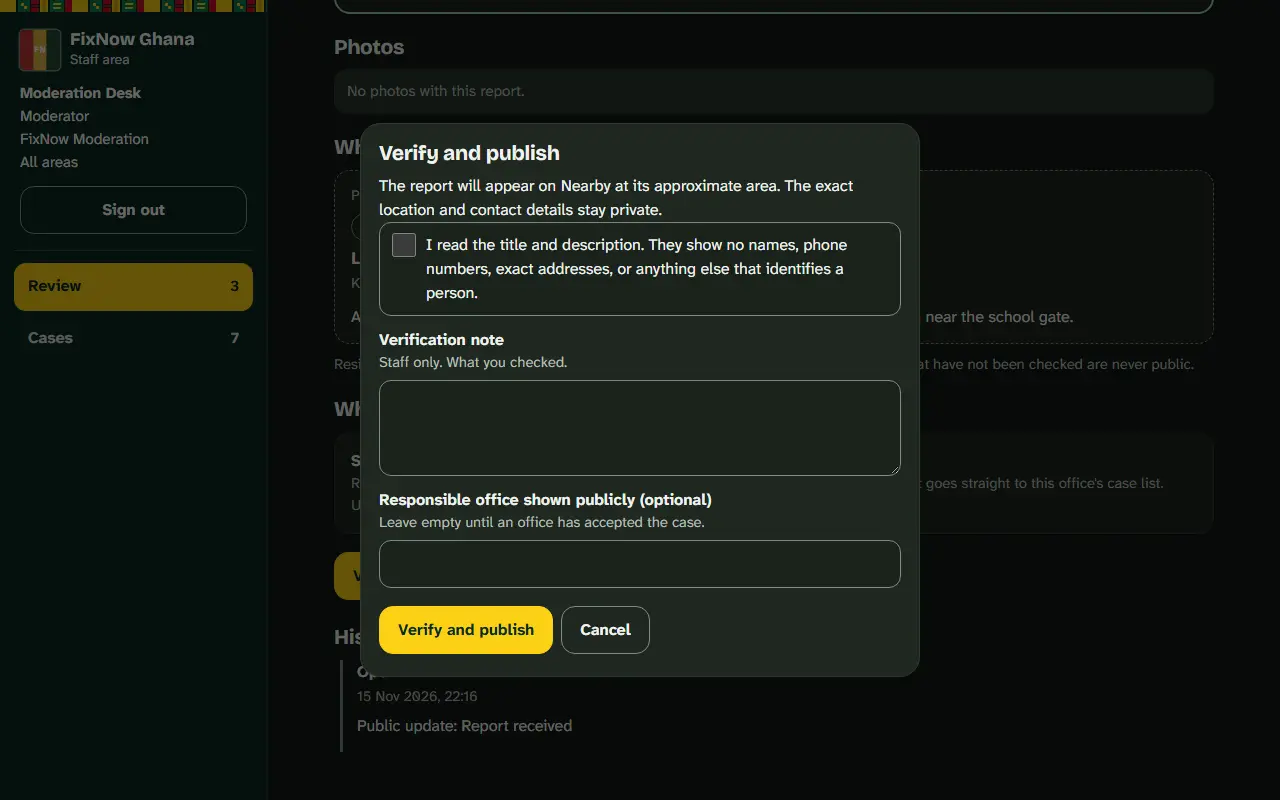 FN
FixNow Ghana
Staff area
Moderation Desk
Moderator
FixNow Moderation
All areas
Sign out
Review 3
Cases 7
Photos
No photos with this report.
Verify and publish
The report will appear on Nearby at its approximate area. The exact
location and contact details stay private.
I read the title and description. They show no names, phone
numbers, exact addresses, or anything else that identifies a
person.
near the school gate.
have not been checked are never public.
Verification note
Staff only. What you checked.
goes straight to this office's case list.
Responsible office shown publicly (optional)
Leave empty until an office has accepted the case.
Verify and publish
Cancel
15 Nov 2026, 22:16
Public update: Report received